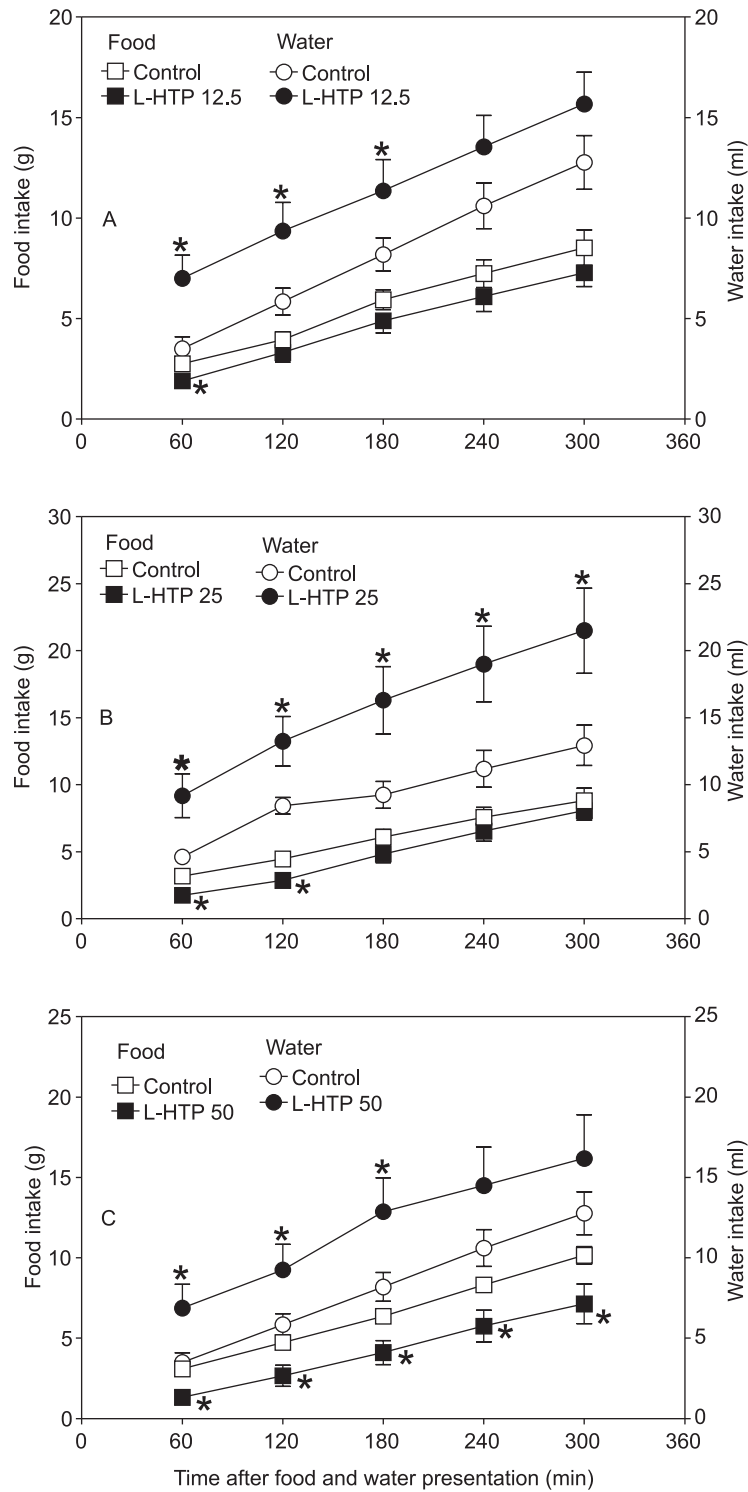 20
15
10
5
0
Food intake (g)
Food
Control
L-HTP 12.5
Water
Control
L-HTP 12.5
A
*
*
*
*
20
15
10
5
0
Water intake (ml)
0 60 120 180 240 300 360
30
25
20
15
10
5
0
Food intake (g)
Food
Control
L-HTP 25
Water
Control
L-HTP 25
B
*
*
*
*
*
*
*
30
25
20
15
10
5
0
Water intake (ml)
0 60 120 180 240 300 360
25
20
15
10
5
0
Food intake (g)
Food
Control
L-HTP 50
Water
Control
L-HTP 50
C
*
*
*
*
*
*
*
*
25
20
15
10
5
0
Water intake (ml)
0 60 120 180 240 300 360
Time after food and water presentation (min)